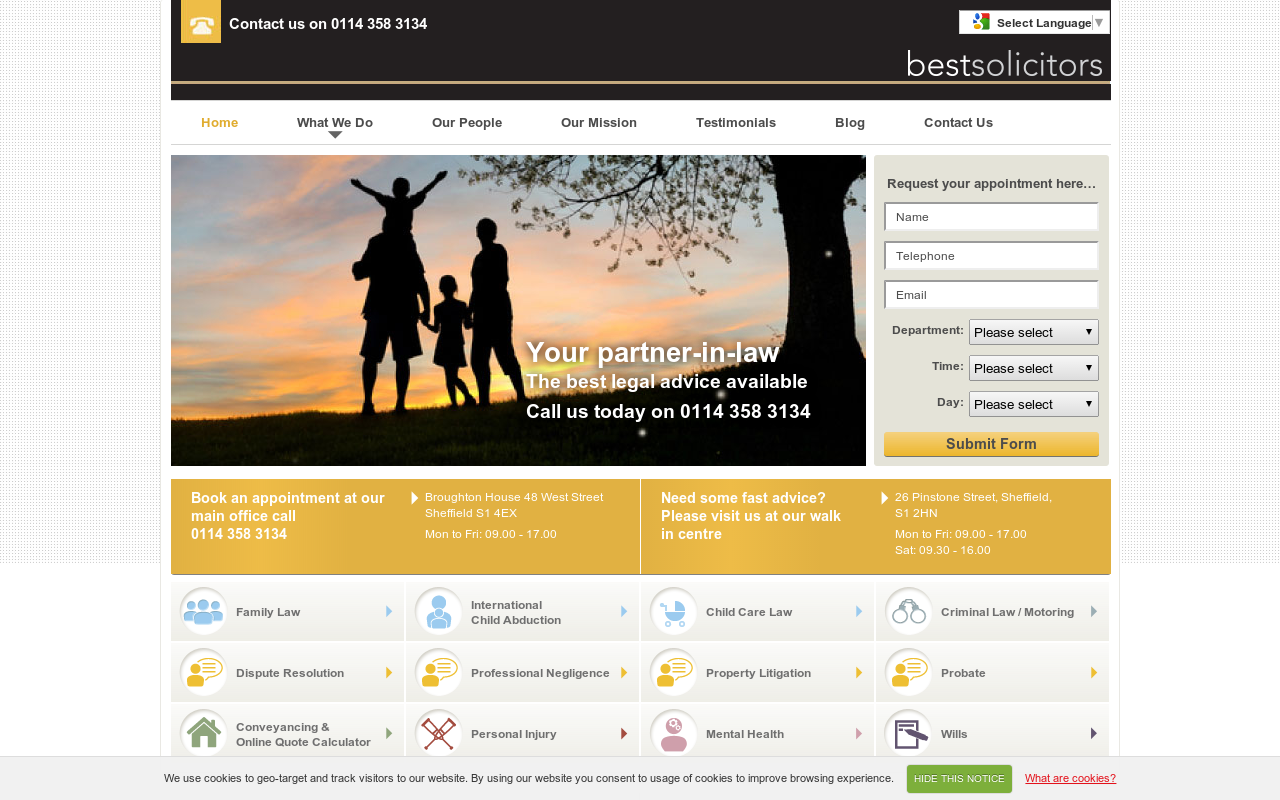 Contact us on 0114 358 3134
Select Language ▼
bestsolicitors
Home
What We Do
Our People
Our Mission
Testimonials
Blog
Contact Us
Your partner-in-law
The best legal advice available
Call us today on 0114 358 3134
Request your appointment here...
Name
Telephone
Email
Department: Please select
Time: Please select
Day: Please select
Submit Form
Book an appointment at our
main office call
0114 358 3134
Broughton House 48 West Street
Sheffield S1 4EX
Mon to Fri: 09.00 - 17.00
Need some fast advice?
Please visit us at our walk
in centre
26 Pinstone Street, Sheffield,
S1 2HN
Mon to Fri: 09:00 - 17.00
Sat: 09.30 - 16.00
Family Law
International
Child Abduction
Child Care Law
Criminal Law / Motoring
Dispute Resolution
Professional Negligence
Property Litigation
Probate
Conveyancing &
Online Quote Calculator
Personal Injury
Mental Health
Wills
We use cookies to geo-target and track visitors to our website. By using our website you consent to usage of cookies to improve browsing experience.
HIDE THIS NOTICE
What are cookies?